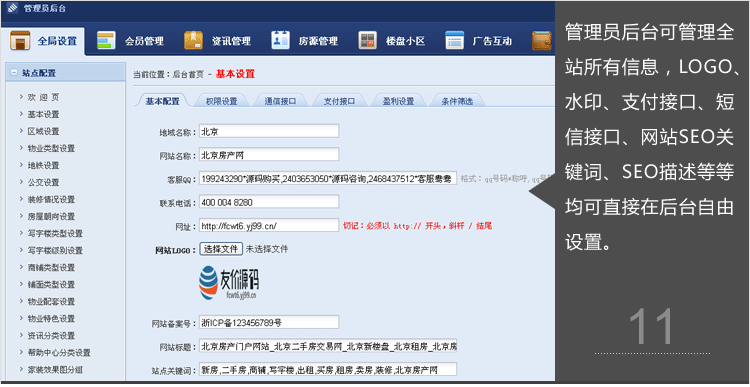 管理员后台
全局设置
会员管理
资讯管理
房源管理
楼盘小区
广告互动
站点配置
欢 迎 页
基本设置
区域设置
物业类型设置
地铁设置
公交设置
装修情况设置
房屋朝向设置
写字楼类型设置
写字楼级别设置
商铺类型设置
铺面类型设置
物业配套设置
物业特色设置
资讯分类设置
帮助中心分类设置
家装效果图分组
当前位置：后台首页 - 基本设置
基本配置
权限设置
通信接口
支付接口
盈利设置
条件筛选
地域名称： 北京
网站名称： 北京房产网
客服QQ： 199243290*源码购买,2403653050*源码咨询,2468437512*客服鸯鸯 格式：qq号码*称呼,qq号
联系电话： 400 004 8280
网址： http://fcwt6.yj99.cn/ 切记：必须以 http:// 开头，斜杆 / 结尾
网站LOGO： 选择文件 未选择文件
友价源码
fcwt6.yj99.cn
网站备案号： 浙ICP备123456789号
网站标题： 北京房产门户网站_北京二手房交易网_北京新楼盘_北京租房_北京房
站点关键词： 新房,二手房,商铺,写字楼,出租,买房,租房,卖房,装修,北京房产网
管理员后台可管理全
站所有信息，LOGO、
水印、支付接口、短
信接口、网站SEO关
键词、SEO描述等等
均可直接在后台自由
设置。
11